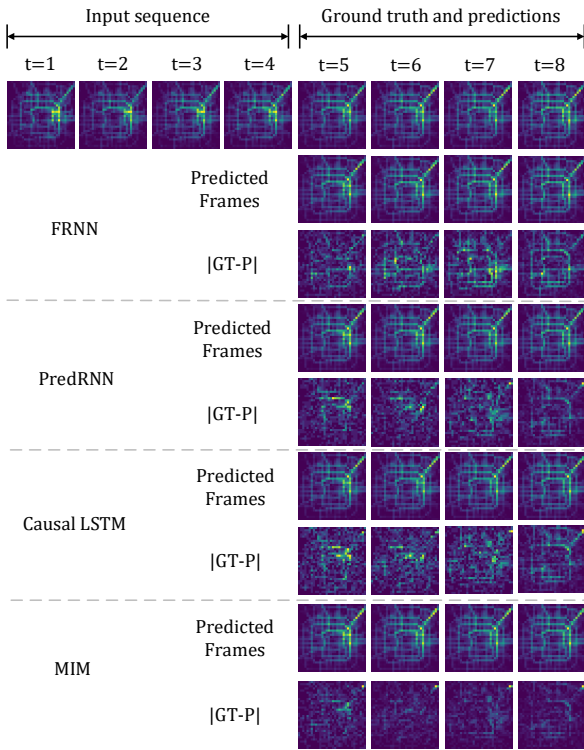 Input sequence Ground truth and predictions
t=1 t=2 t=3 t=4 t=5 t=6 t=7 t=8
Predicted
Frames
FRNN
|GT-P|
Predicted
Frames
PredRNN
|GT-P|
Predicted
Frames
Causal LSTM
|GT-P|
Predicted
Frames
MIM
|GT-P|